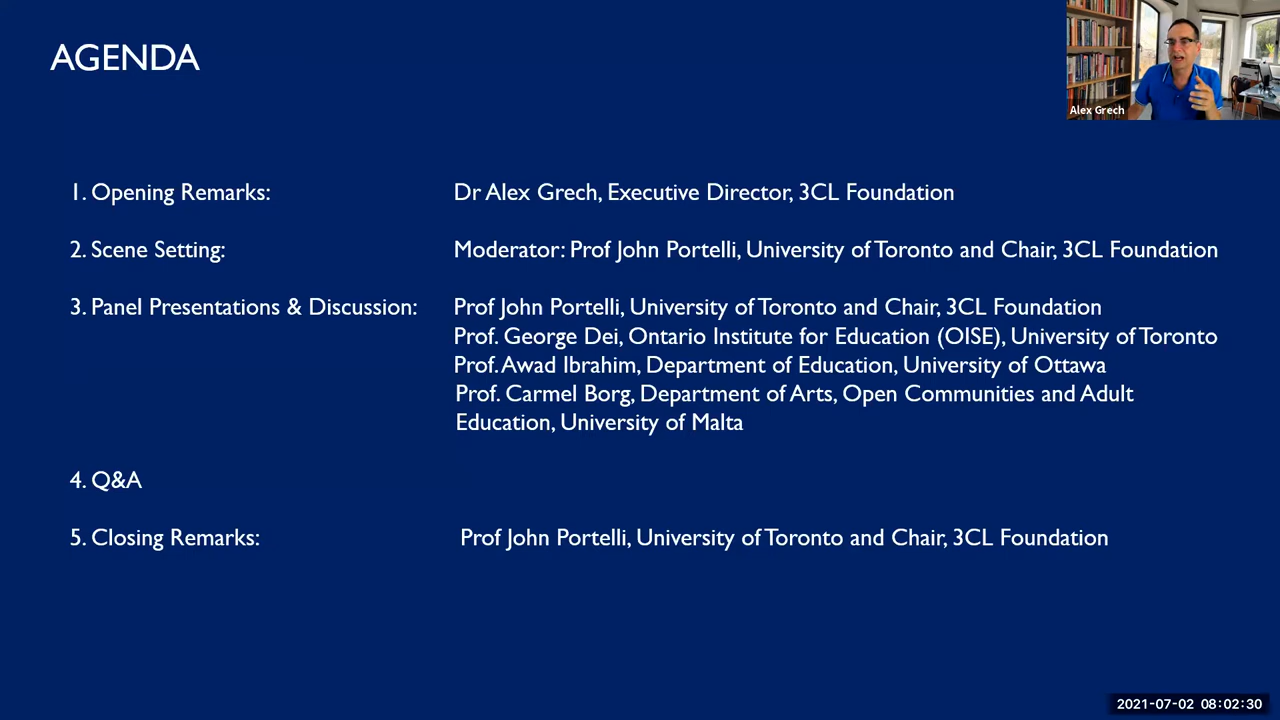 AGENDA
Alex Grech
1. Opening Remarks: Dr Alex Grech, Executive Director, 3CL Foundation
2. Scene Setting: Moderator: Prof John Portelli, University of Toronto and Chair, 3CL Foundation
3. Panel Presentations & Discussion: Prof John Portelli, University of Toronto and Chair, 3CL Foundation
Prof. George Dei, Ontario Institute for Education (OISE), University of Toronto
Prof. Awad Ibrahim, Department of Education, University of Ottawa
Prof. Carmel Borg, Department of Arts, Open Communities and Adult
Education, University of Malta
4. Q&A
5. Closing Remarks: Prof John Portelli, University of Toronto and Chair, 3CL Foundation
2021-07-02 08:02:30